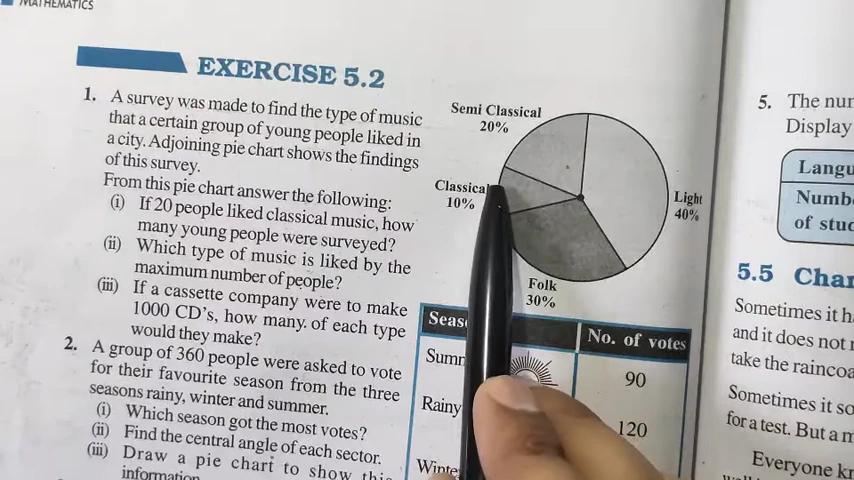 MATHEMATICS
EXERCISE 5.2
1. A survey was made to find the type of music
that a certain group of young people liked in
a city. Adjoining pie chart shows the findings
of this survey.
From this pie chart answer the following:
(i) If 20 people liked classical music, how
many young people were surveyed?
(ii) Which type of music is liked by the
maximum number of people?
(iii) If a cassette company were to make
1000 CD's, how many. of each type
would they make?
Semi Classical
20%
Classical
10%
Light
40%
Folk
30%
2. A group of 360 people were asked to vote
for their favourite season from the three
seasons rainy, winter and summer.
(i) Which season got the most votes?
(ii) Find the central angle of each sector.
(iii) Draw a pie chart to show this
information.
No. of votes
90
Rainy
120
5. The
Display
5.5
Sometimes it
and it does not
take the
Sometimes it so
for a test. But a
Everyone